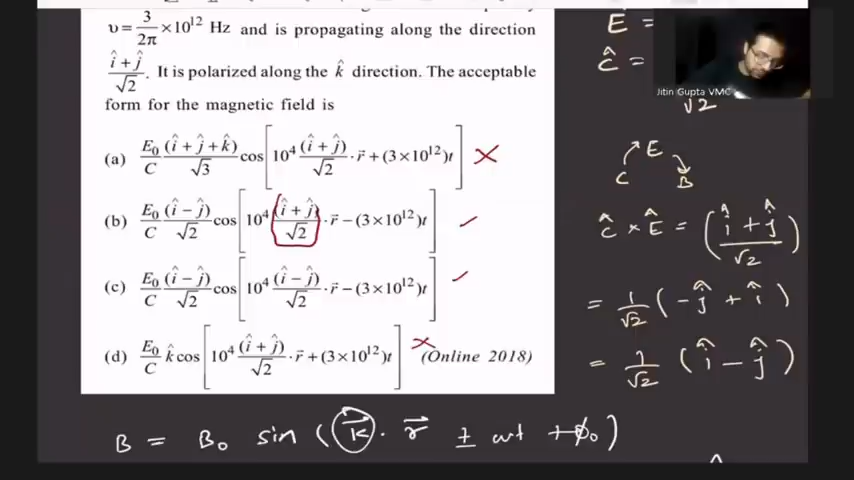 υ = 3/2π × 10¹² Hz and is propagating along the direction
(î + ĵ)/√2. It is polarized along the k̂ direction. The acceptable
form for the magnetic field is
(a) E₀/C (î + ĵ + k̂)/√3 cos[10⁴ (î + ĵ)/√2 · r⃗ + (3×10¹²)t] ×
(b) E₀/C (î − ĵ)/√2 cos[10⁴ (î + ĵ)/√2 · r⃗ − (3×10¹²)t] ✓
(c) E₀/C (î − ĵ)/√2 cos[10⁴ (î − ĵ)/√2 · r⃗ − (3×10¹²)t] ✓
(d) E₀/C k̂ cos[10⁴ (î + ĵ)/√2 · r⃗ + (3×10¹²)t] × (Online 2018)
B = B₀ sin (k⃗ · r⃗ ± ωt + ϕ₀)
E =
ĉ =
√2
Jitin Gupta VMC
E
C B
ĉ × Ê = (î + ĵ)/√2
= 1/√2 (−ĵ + î)
= 1/√2 (î − ĵ)